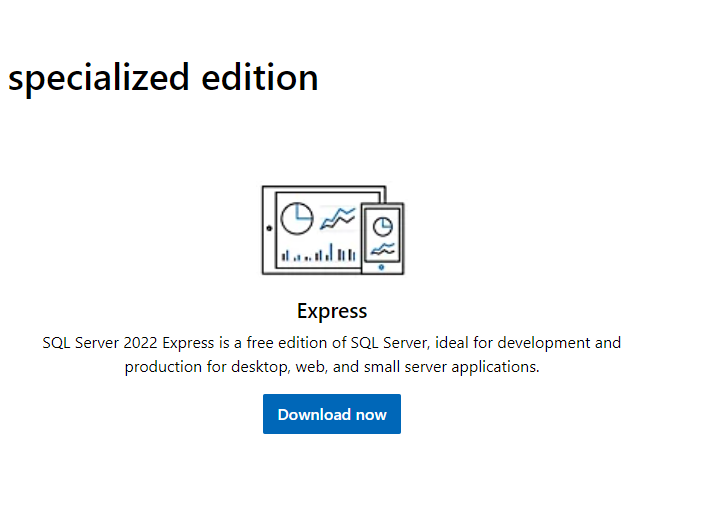 specialized edition
Express
SQL Server 2022 Express is a free edition of SQL Server, ideal for development and
production for desktop, web, and small server applications.
Download now